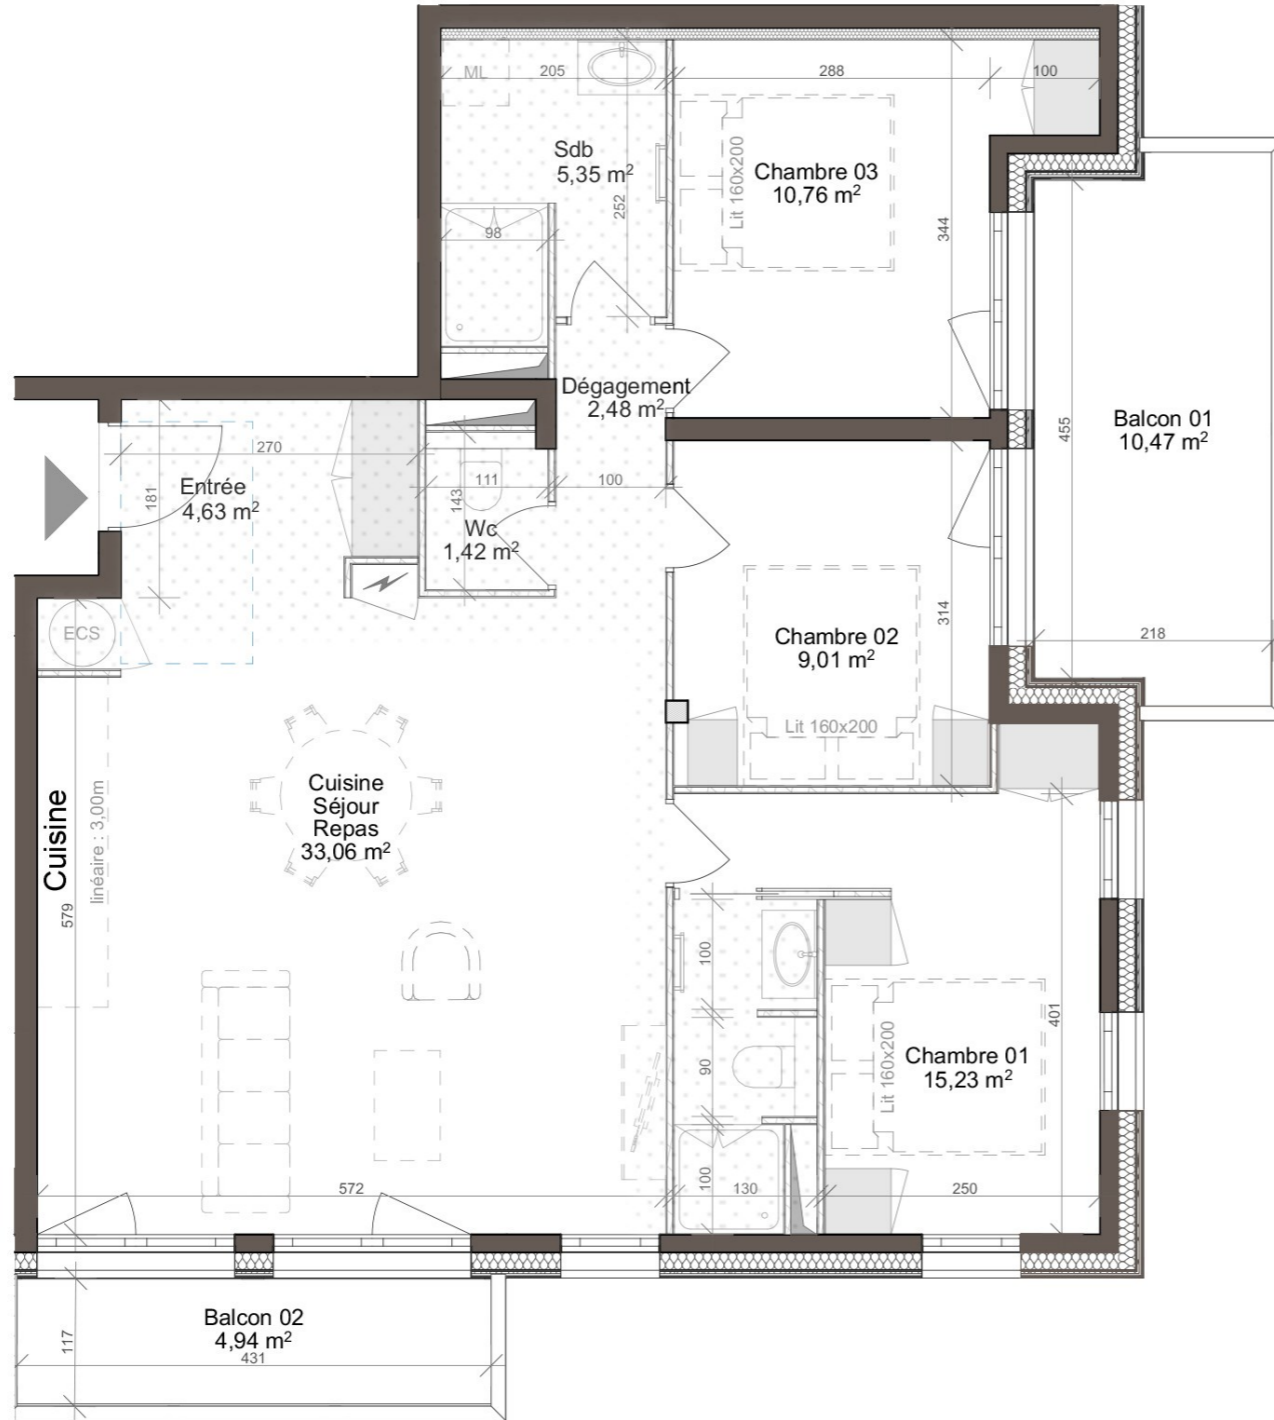 ML
205
288
100
Sdb
5,35 m²
252
98
Lit 160x200
Chambre 03
10,76 m²
344
Balcon 01
10,47 m²
455
218
Dégagement
2,48 m²
270
181
Entrée
4,63 m²
111
143
100
Wc
1,42 m²
ECS
Chambre 02
9,01 m²
314
Lit 160x200
Cuisine
linéaire : 3,00m
579
Cuisine
Séjour
Repas
33,06 m²
100
90
100
130
250
401
Lit 160x200
Chambre 01
15,23 m²
572
Balcon 02
4,94 m²
431
117